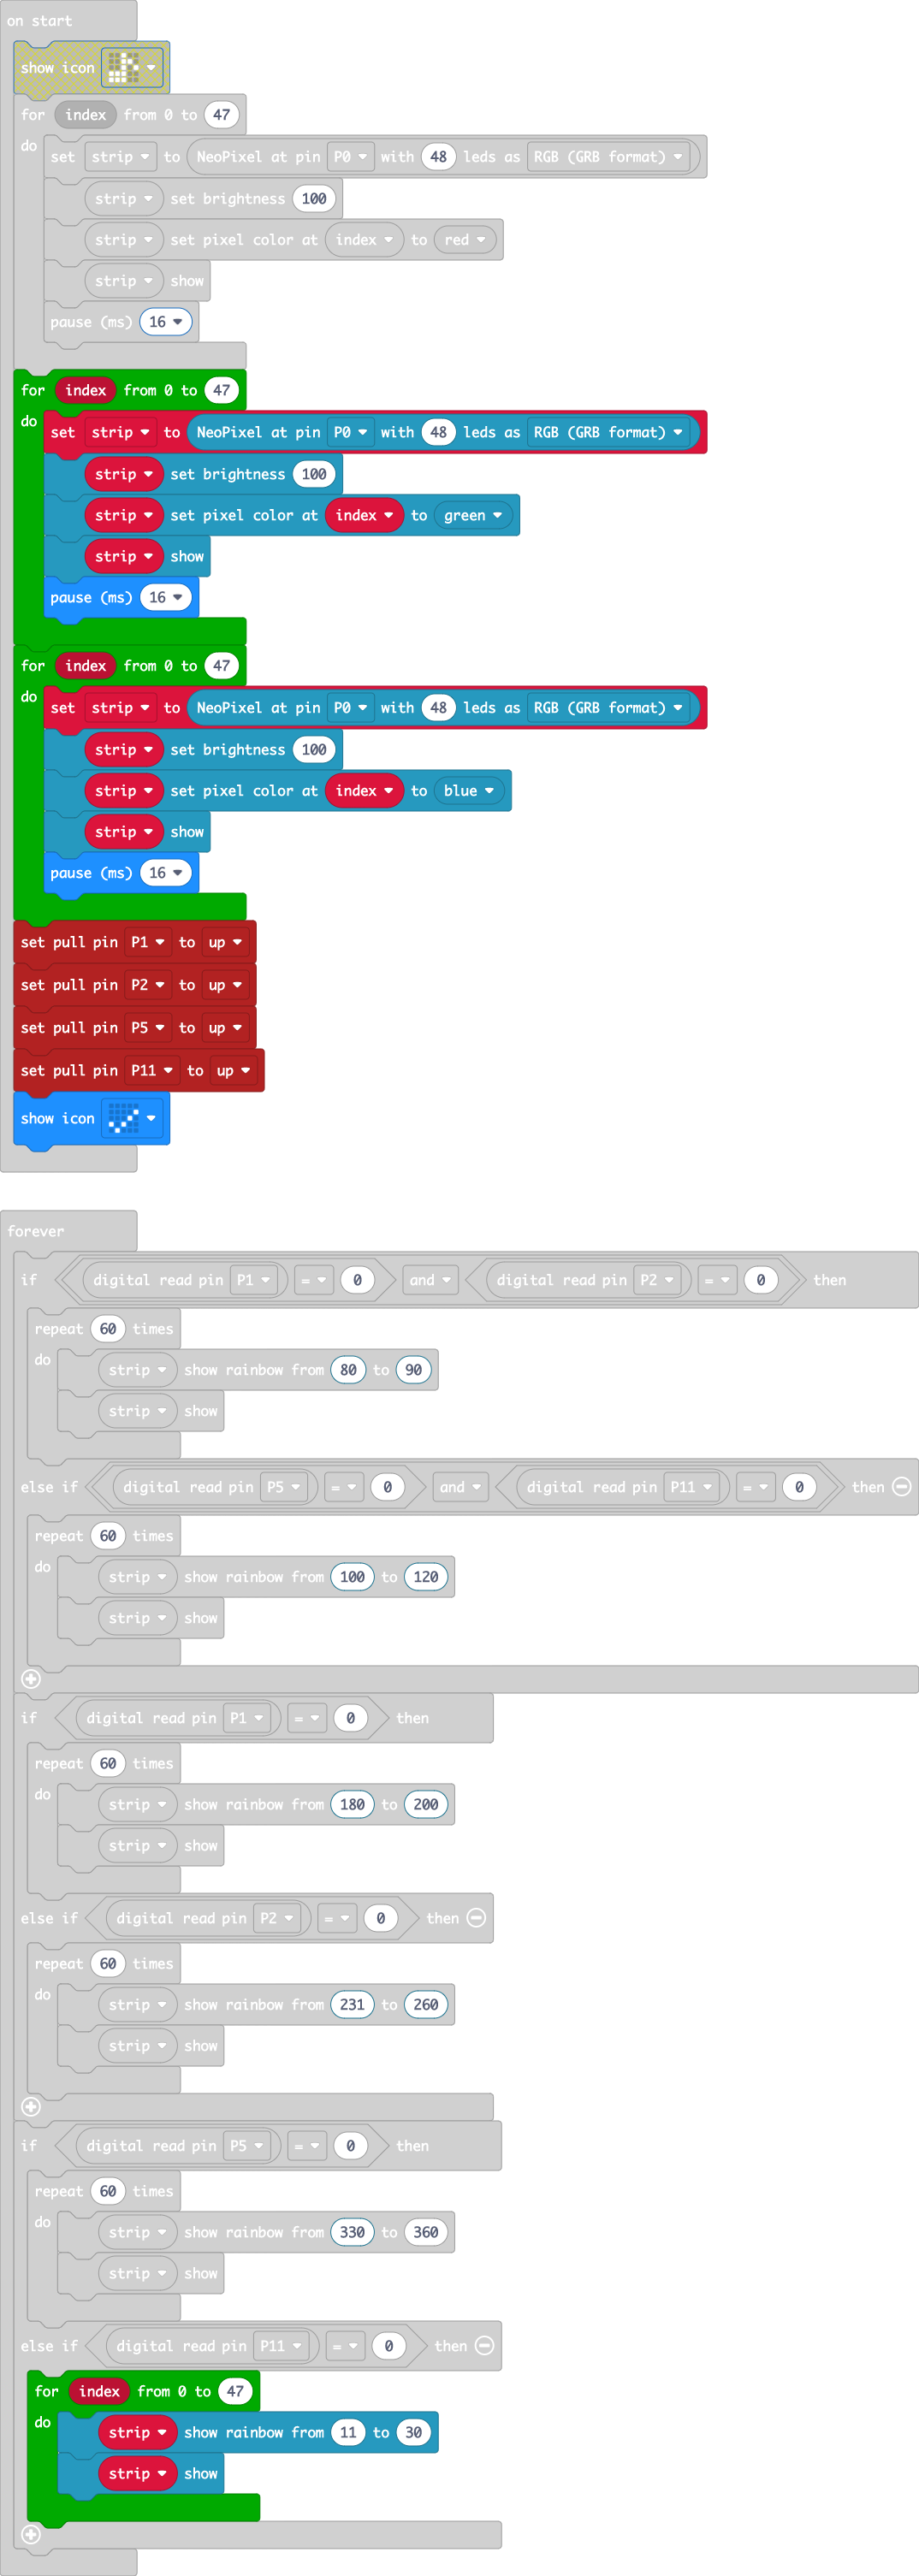 on start
show icon
for index from 0 to 47
do set strip to NeoPixel at pin P0 with 48 leds as RGB (GRB format)
strip set brightness 100
strip set pixel color at index to red
strip show
pause (ms) 16
for index from 0 to 47
do set strip to NeoPixel at pin P0 with 48 leds as RGB (GRB format)
strip set brightness 100
strip set pixel color at index to green
strip show
pause (ms) 16
for index from 0 to 47
do set strip to NeoPixel at pin P0 with 48 leds as RGB (GRB format)
strip set brightness 100
strip set pixel color at index to blue
strip show
pause (ms) 16
set pull pin P1 to up
set pull pin P2 to up
set pull pin P5 to up
set pull pin P11 to up
show icon
forever
if digital read pin P1 = 0 and digital read pin P2 = 0 then
repeat 60 times
do strip show rainbow from 80 to 90
strip show
else if digital read pin P5 = 0 and digital read pin P11 = 0 then
repeat 60 times
do strip show rainbow from 100 to 120
strip show
if digital read pin P1 = 0 then
repeat 60 times
do strip show rainbow from 180 to 200
strip show
else if digital read pin P2 = 0 then
repeat 60 times
do strip show rainbow from 231 to 260
strip show
if digital read pin P5 = 0 then
repeat 60 times
do strip show rainbow from 330 to 360
strip show
else if digital read pin P11 = 0 then
for index from 0 to 47
do strip show rainbow from 11 to 30
strip show